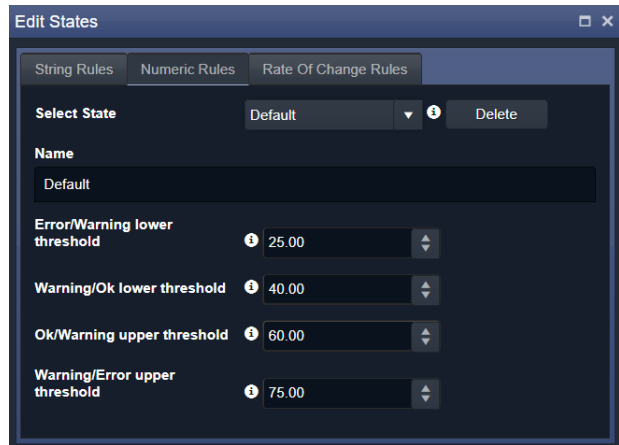 Edit States
String Rules Numeric Rules Rate Of Change Rules
Select State Default Delete
Name
Default
Error/Warning lower
threshold 25.00
Warning/Ok lower threshold 40.00
Ok/Warning upper threshold 60.00
Warning/Error upper
threshold 75.00